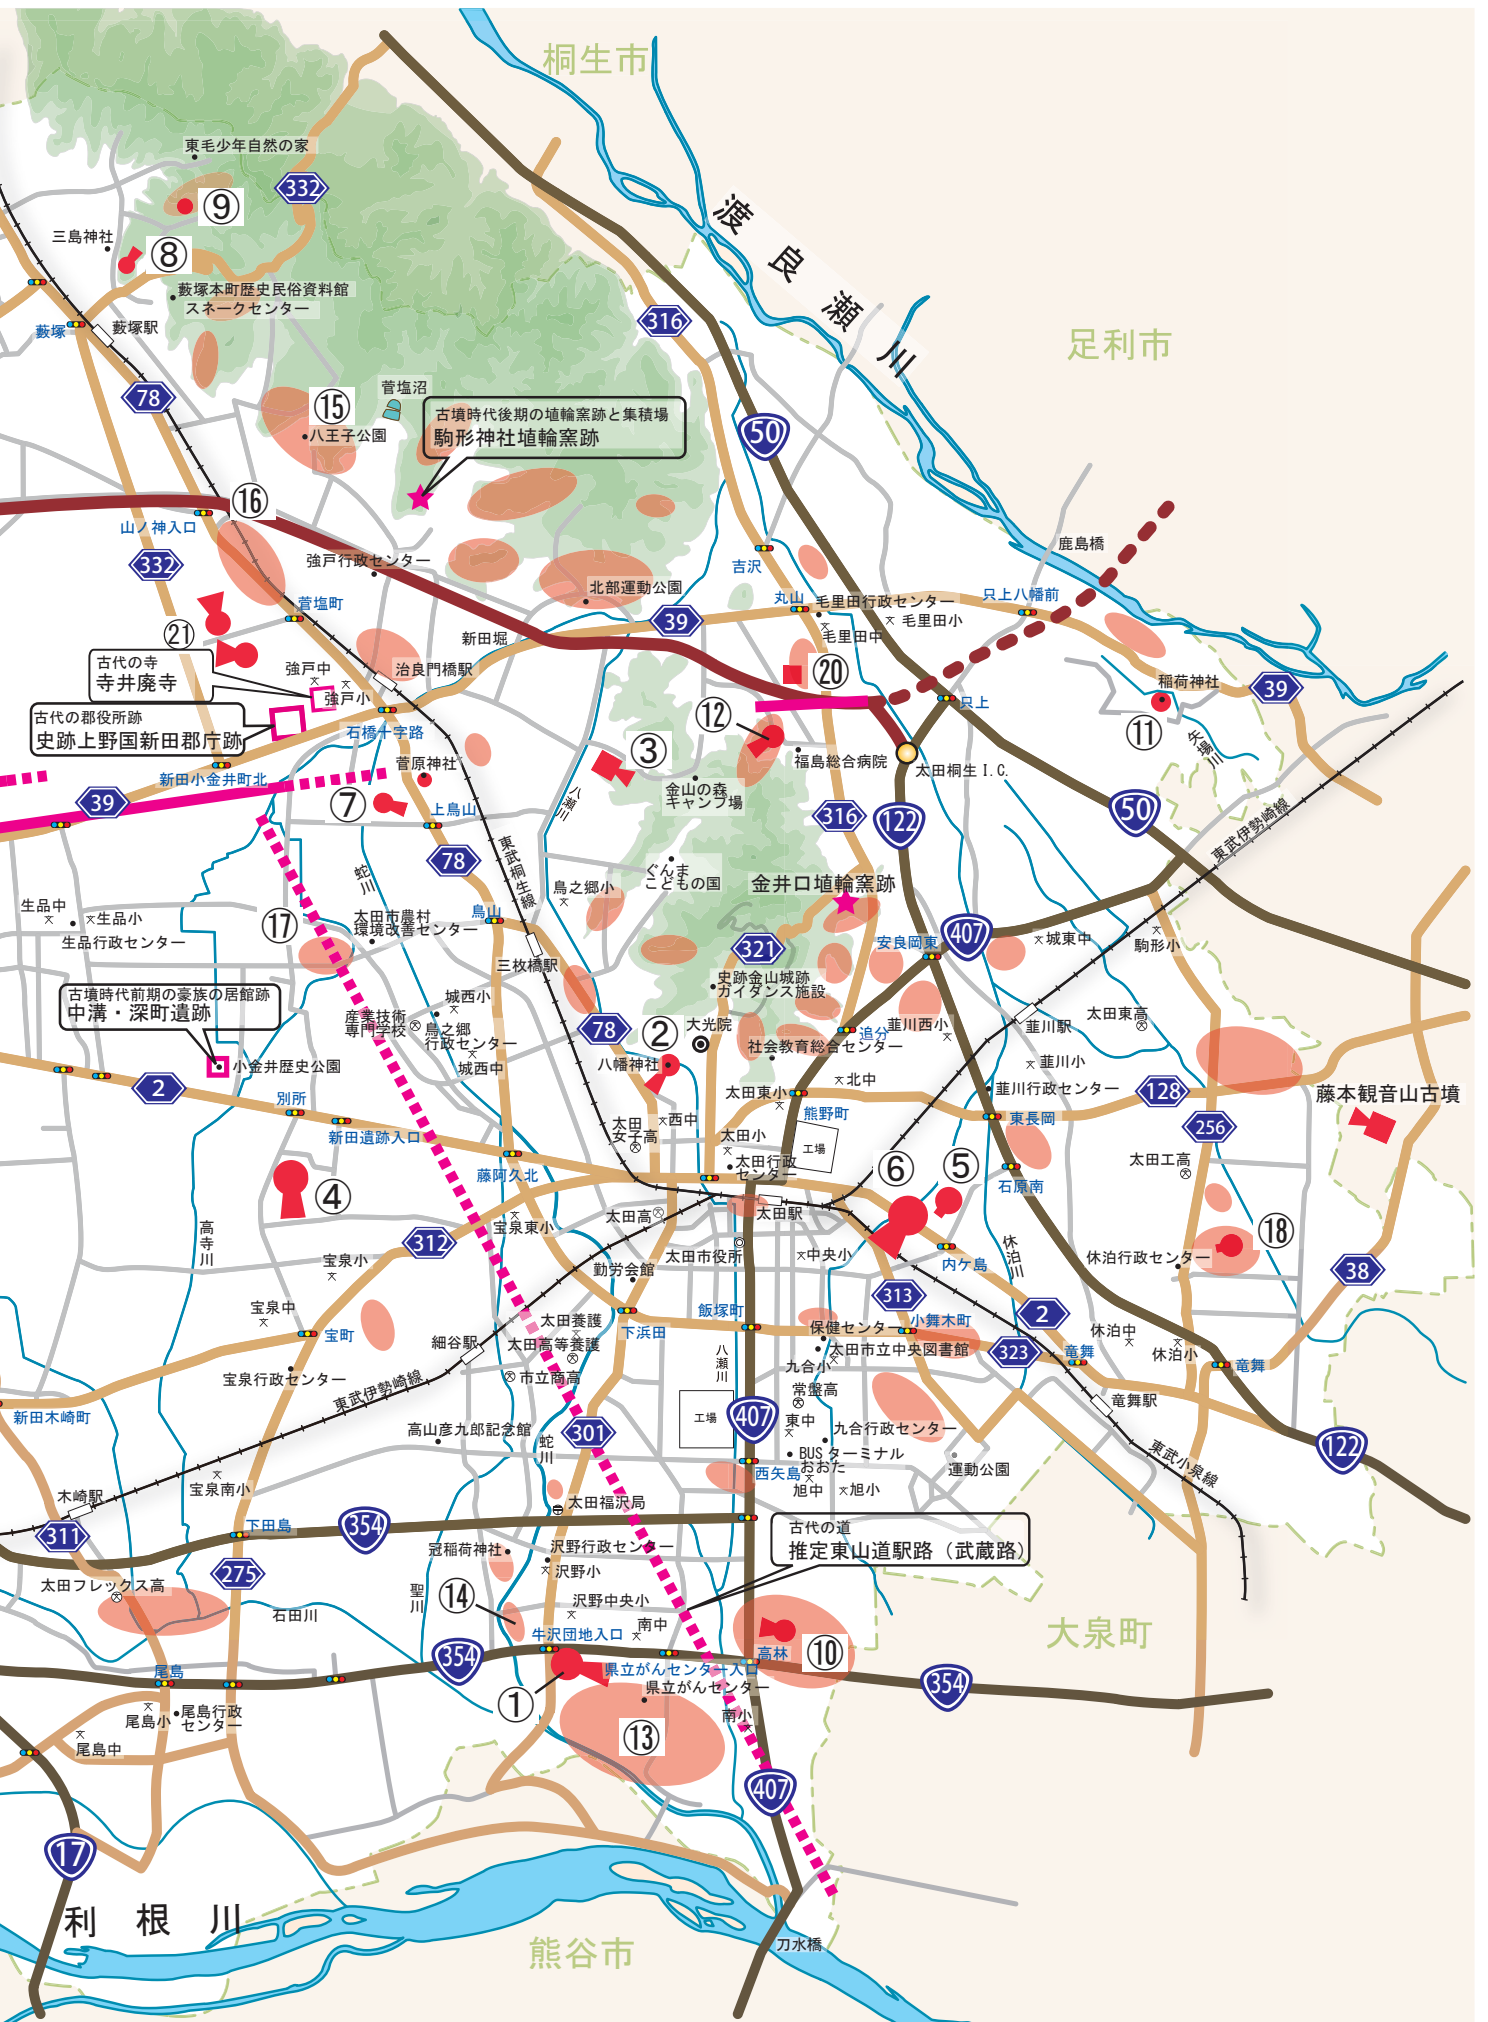 桐生市
東毛少年自然の家
332
⑨
三島神社
⑧
藪塚本町歴史民俗資料館
スネークセンター
渡良瀬川
316
足利市
藪塚
藪塚駅
78
⑮
八王子公園
菅塩沼
古墳時代後期の埴輪窯跡と集積場
駒形神社埴輪窯跡
50
⑯
山ノ神入口
332
強戸行政センター
吉沢
鹿島橋
北部運動公園
菅塩町
39
丸山
毛里田行政センター
毛里田小
毛里田中
只上八幡前
㉑
新田堀
古代の寺
寺井廃寺
強戸中
強戸小
治良門橋駅
⑳
稲荷神社
39
古代の郡役所跡
史跡上野国新田郡庁跡
石橋十字路
⑫
只上
⑪
矢場川
新田小金井町北
菅原神社
③
福島総合病院
太田桐生 I.C.
金山の森
キャンプ場
39
⑦
上鳥山
八瀬川
316
122
50
東武伊勢崎線
78
東武桐生線
蛇川
ぐんま
こどもの国
鳥之郷小
金井口埴輪窯跡
生品中
生品小
生品行政センター
⑰
太田市農村
環境改善センター
鳥山
三枚橋駅
321
安良岡東
407
城東中
駒形小
史跡金山城跡
ガイダンス施設
古墳時代前期の豪族の居館跡
中溝・深町遺跡
城西小
産業技術
専門学校
鳥之郷
行政センター
城西中
78
②
大光院
追分
韮川西小
韮川駅
太田東高
小金井歴史公園
八幡神社
社会教育総合センター
韮川小
2
別所
太田東小
北中
韮川行政センター
128
藤本観音山古墳
新田遺跡入口
太田
女子高
西中
太田小
熊野町
工場
東長岡
256
藤阿久北
太田行政
センター
太田工高
④
⑥
⑤
石原南
高寺川
宝泉東小
太田高
太田駅
⑱
312
太田市役所
中央小
内ケ島
休泊川
休泊行政センター
宝泉小
勤労会館
38
313
宝泉中
宝町
太田養護
下浜田
飯塚町
小舞木町
2
太田高等養護
保健センター
太田市立中央図書館
休泊中
休泊小
細谷駅
八瀬川
九合小
323
竜舞
竜舞
宝泉行政センター
東武伊勢崎線
市立商高
常盤高
竜舞駅
新田木崎町
高山彦九郎記念館
301
工場
407
東中
九合行政センター
122
蛇川
BUSターミナル
おおた
運動公園
東武小泉線
西矢島
旭中
旭小
木崎駅
宝泉南小
太田福沢局
311
下田島
354
古代の道
推定東山道駅路（武蔵路）
冠稲荷神社
沢野行政センター
沢野小
275
太田フレックス高
聖川
⑭
沢野中央小
石田川
南中
大泉町
牛沢団地入口
354
高林
⑩
尾島
県立がんセンター入口
県立がんセンター
354
①
尾島小
尾島行政
センター
⑬
南小
尾島中
407
17
利根川
熊谷市
刀水橋